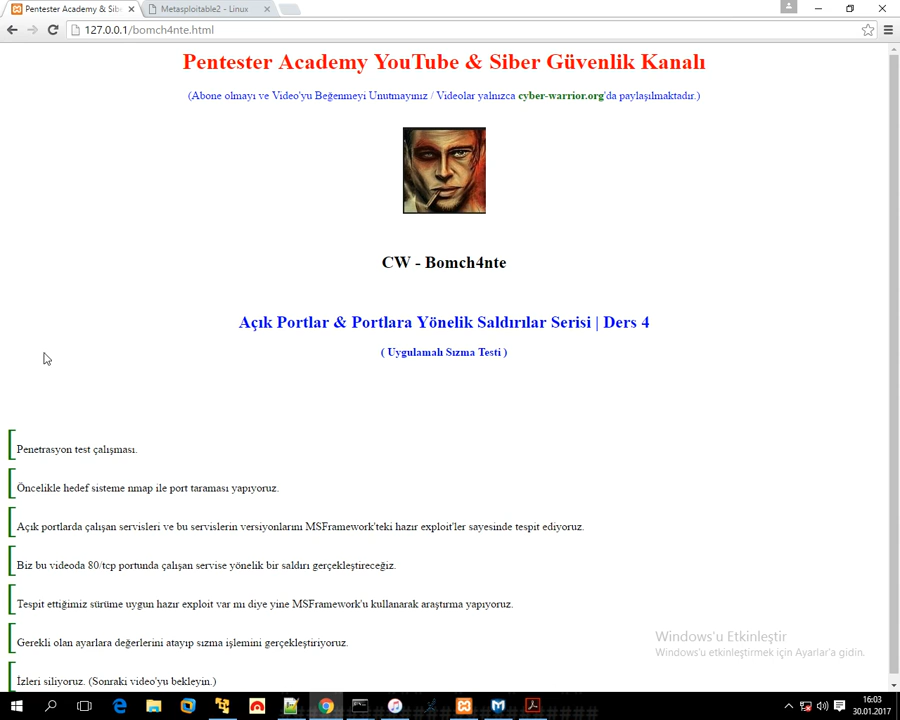 Pentester Academy & Sib
Metasploitable2 - Linux
127.0.0.1/bomch4nte.html
Pentester Academy YouTube & Siber Güvenlik Kanalı
(Abone olmayı ve Video'yu Beğenmeyi Unutmayınız / Videolar yalnızca cyber-warrior.org'da paylaşılmaktadır.)
CW - Bomch4nte
Açık Portlar & Portlara Yönelik Saldırılar Serisi | Ders 4
( Uygulamalı Sızma Testi )
Penetrasyon test çalışması.
Öncelikle hedef sisteme nmap ile port taraması yapıyoruz.
Açık portlarda çalışan servisleri ve bu servislerin versiyonlarını MSFramework'teki hazır exploit'ler sayesinde tespit ediyoruz.
Biz bu videoda 80/tcp portunda çalışan servise yönelik bir saldırı gerçekleştireceğiz.
Tespit ettiğimiz sürüme uygun hazır exploit var mı diye yine MSFramework'u kullanarak araştırma yapıyoruz.
Gerekli olan ayarlara değerlerini atayıp sızma işlemini gerçekleştiriyoruz.
İzleri siliyoruz. (Sonraki video'yu bekleyin.)
Windows'u Etkinleştir
Windows'u etkinleştirmek için Ayarlar'a gidin.
16:03
30.01.2017